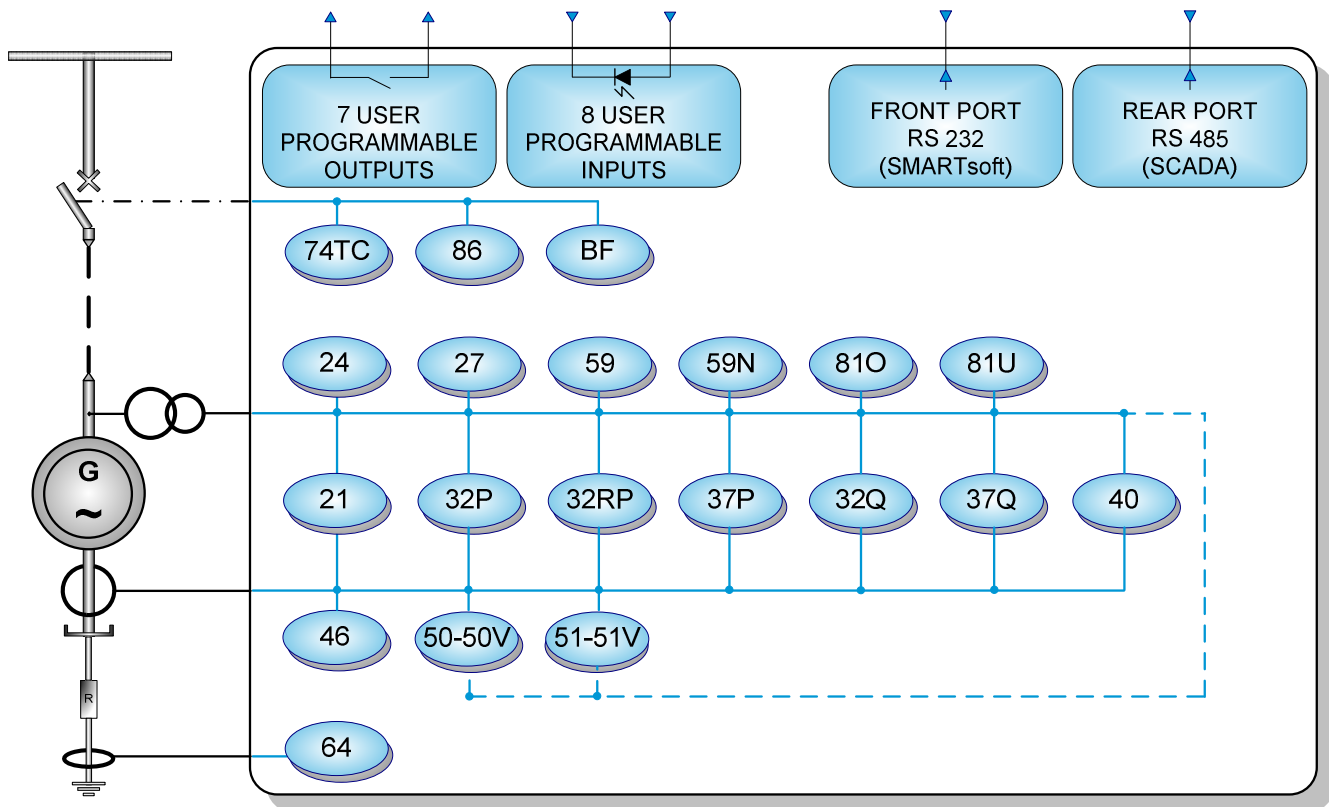 7 USER
PROGRAMMABLE
OUTPUTS
8 USER
PROGRAMMABLE
INPUTS
FRONT PORT
RS 232
(SMARTsoft)
REAR PORT
RS 485
(SCADA)
74TC
86
BF
24
27
59
59N
81O
81U
G
~
21
32P
32RP
37P
32Q
37Q
40
46
50-50V
51-51V
R
64